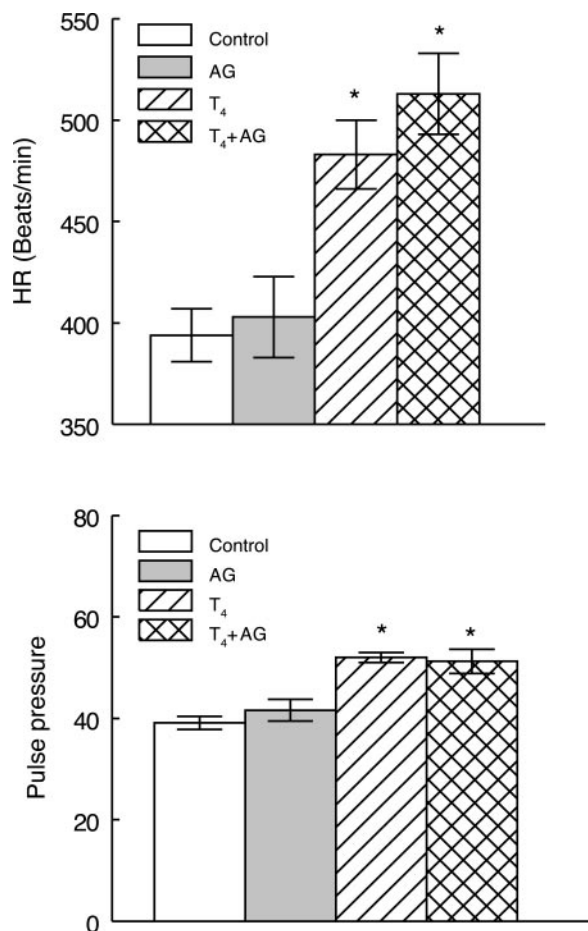 550
500
450
400
350
HR (Beats/min)
Control
AG
T₄
T₄+AG
*
*
80
60
40
20
0
Pulse pressure
Control
AG
T₄
T₄+AG
*
*